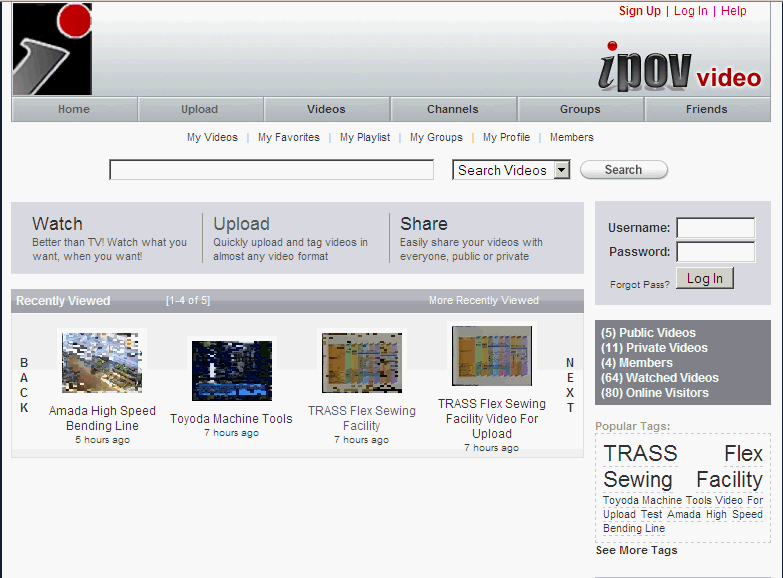 Sign Up | Log In | Help
ipov video
Home Upload Videos Channels Groups Friends
My Videos | My Favorites | My Playlist | My Groups | My Profile | Members
Search Videos Search
Watch
Better than TV! Watch what you
want, when you want!
Upload
Quickly upload and tag videos in
almost any video format
Share
Easily share your videos with
everyone, public or private
Username:
Password:
Forgot Pass? Log In
Recently Viewed [1-4 of 5] More Recently Viewed
BACK
Amada High Speed
Bending Line
5 hours ago
Toyoda Machine Tools
7 hours ago
TRASS Flex Sewing
Facility
7 hours ago
TRASS Flex Sewing
Facility Video For
Upload
7 hours ago
NEXT
(5) Public Videos
(11) Private Videos
(4) Members
(64) Watched Videos
(80) Online Visitors
Popular Tags:
TRASS Flex
Sewing Facility
Toyoda Machine Tools Video For
Upload Test Amada High Speed
Bending Line
See More Tags